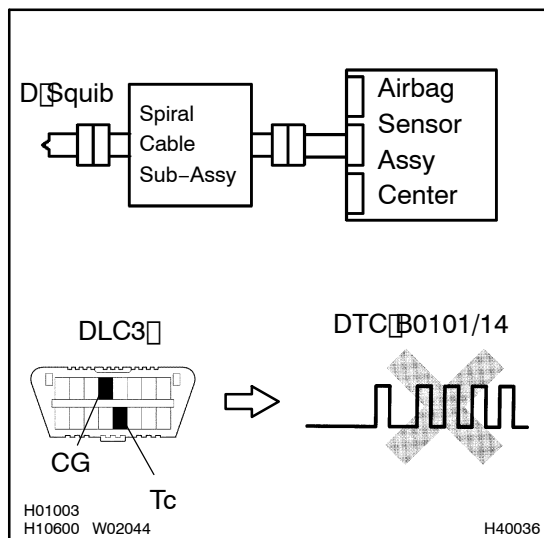 D Squib
Spiral
Cable
Sub−Assy
Airbag
Sensor
Assy
Center
DLC3
DTC B0101/14
CG
Tc
H01003
H10600 W02044
H40036